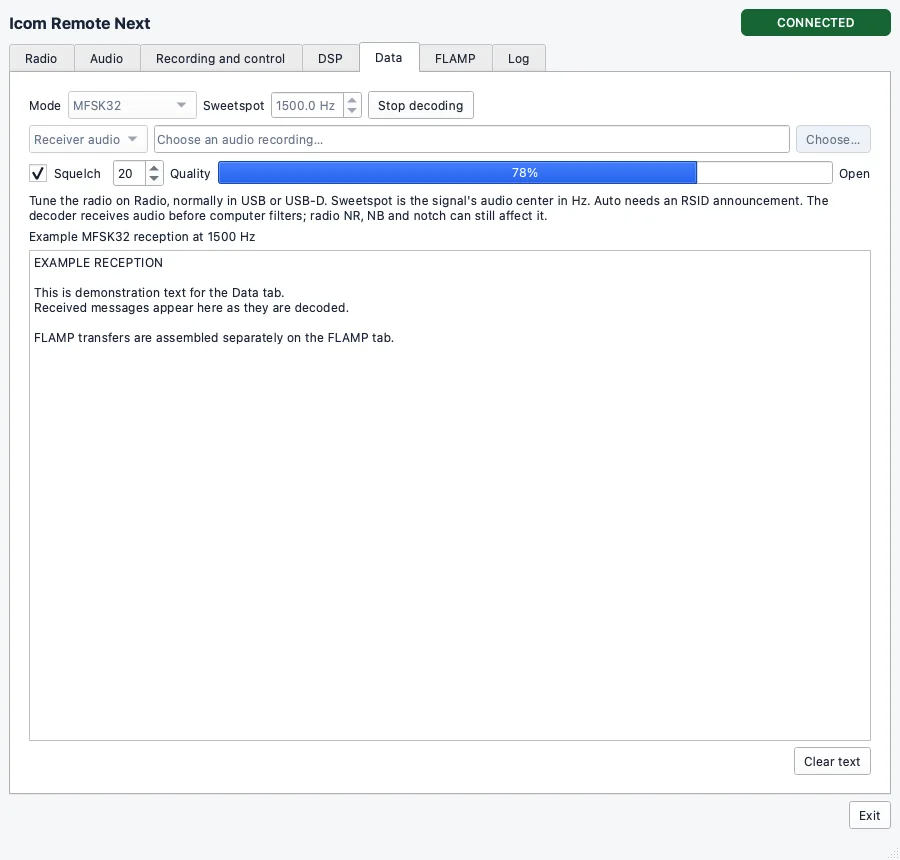 Icom Remote Next
CONNECTED
Radio Audio Recording and control DSP Data FLAMP Log
Mode MFSK32 Sweetspot 1500.0 Hz Stop decoding
Receiver audio Choose an audio recording... Choose...
Squelch 20 Quality 78% Open
Tune the radio on Radio, normally in USB or USB-D. Sweetspot is the signal's audio center in Hz. Auto needs an RSID announcement. The
decoder receives audio before computer filters; radio NR, NB and notch can still affect it.
Example MFSK32 reception at 1500 Hz
EXAMPLE RECEPTION
This is demonstration text for the Data tab.
Received messages appear here as they are decoded.
FLAMP transfers are assembled separately on the FLAMP tab.
Clear text
Exit